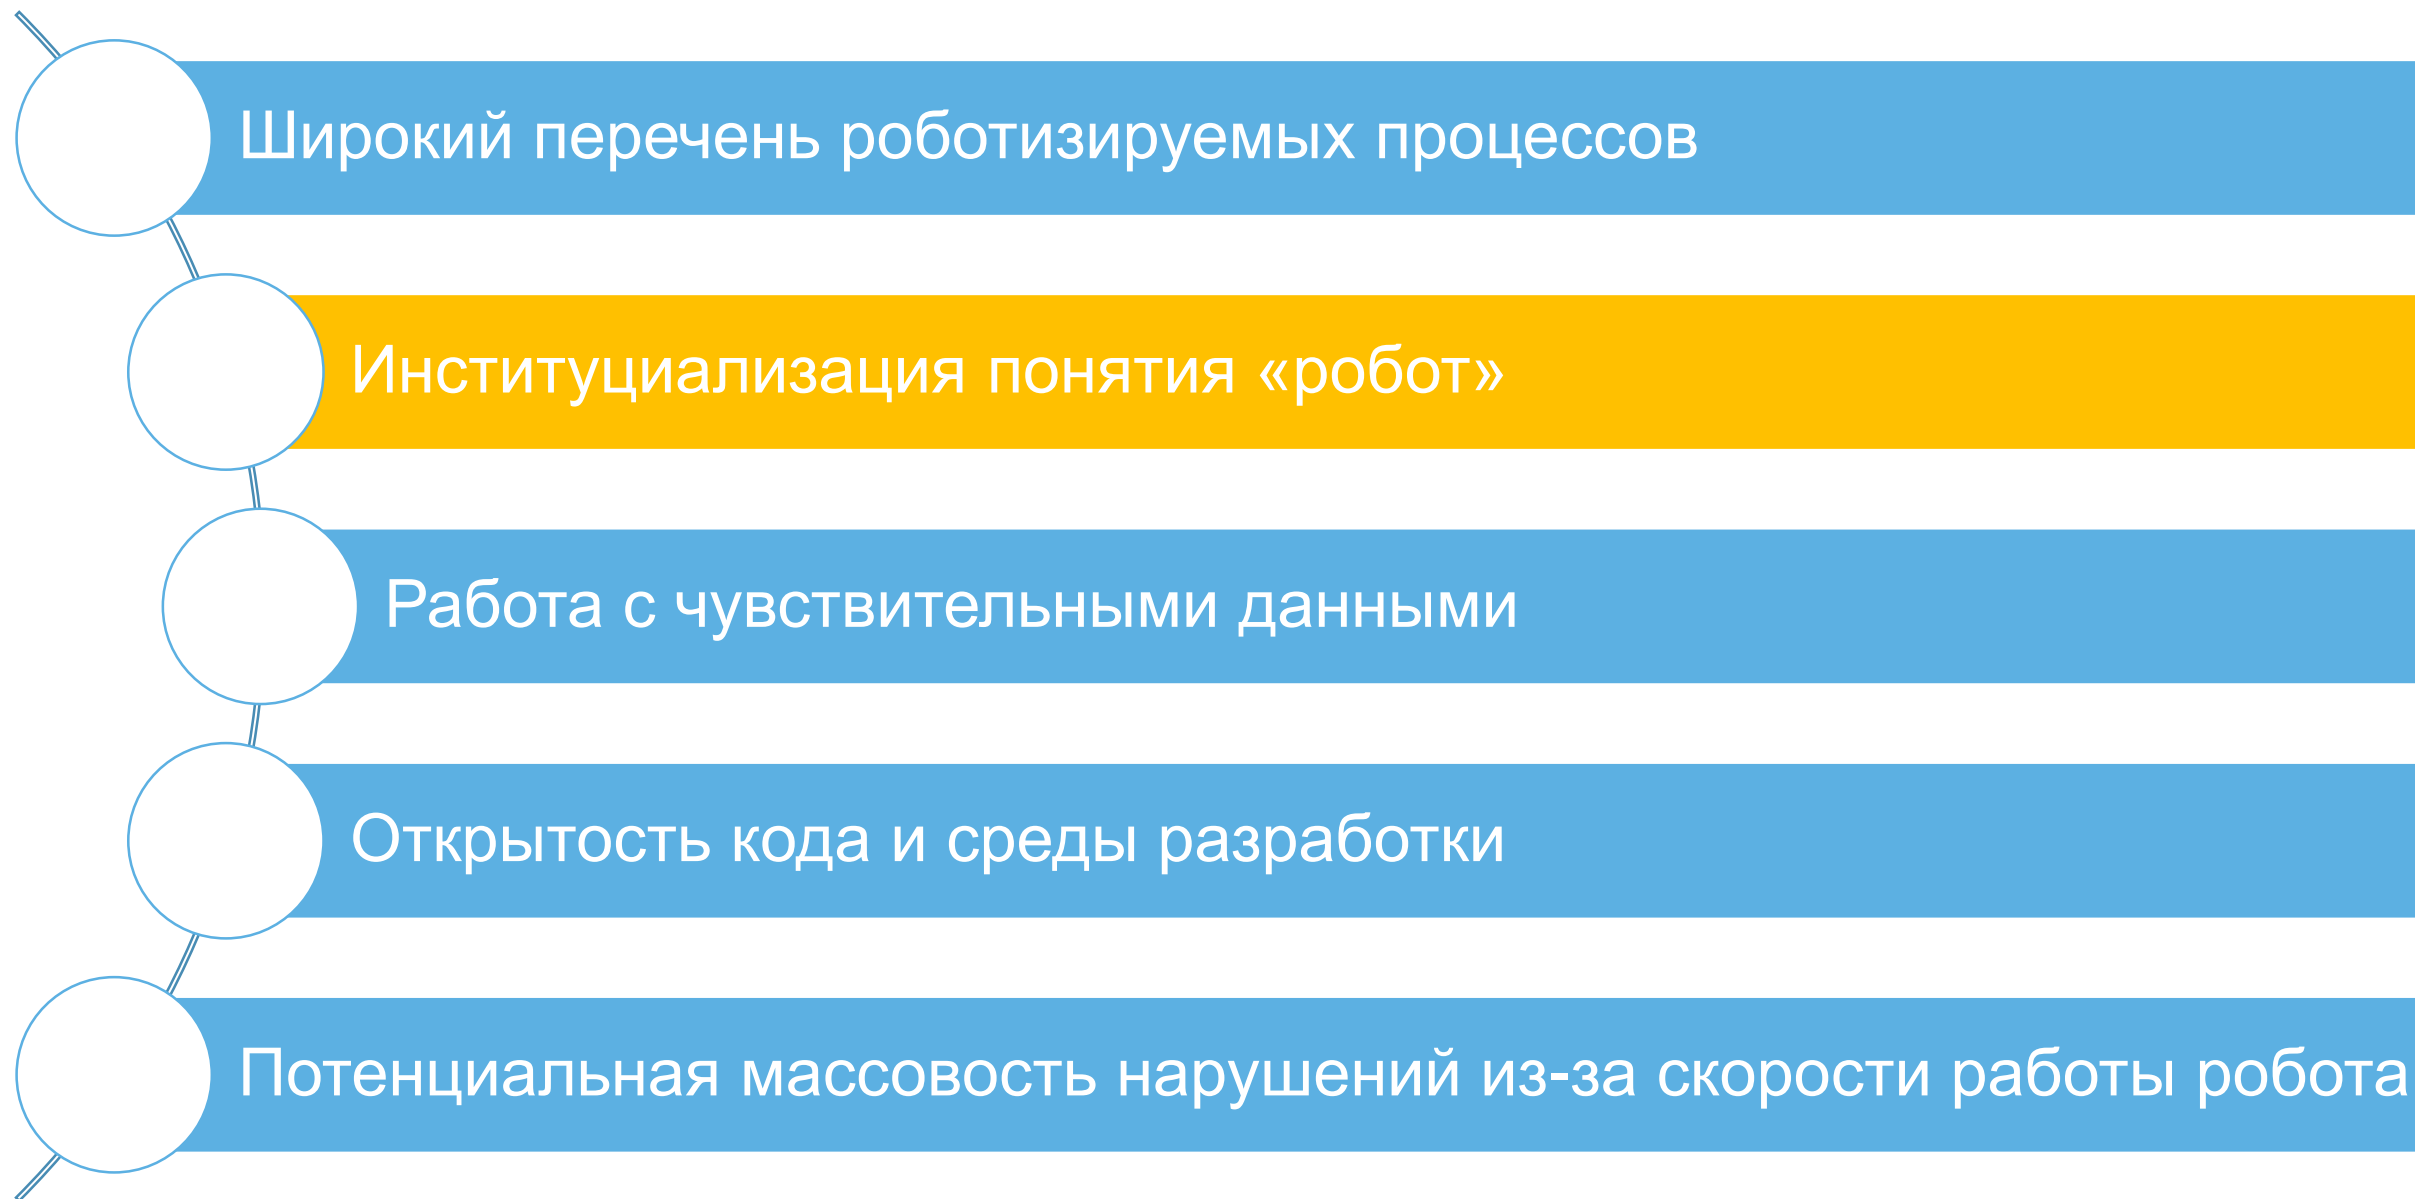 Широкий перечень роботизируемых процессов
Институциализация понятия «робот»
Работа с чувствительными данными
Открытость кода и среды разработки
Потенциальная массовость нарушений из-за скорости работы робота